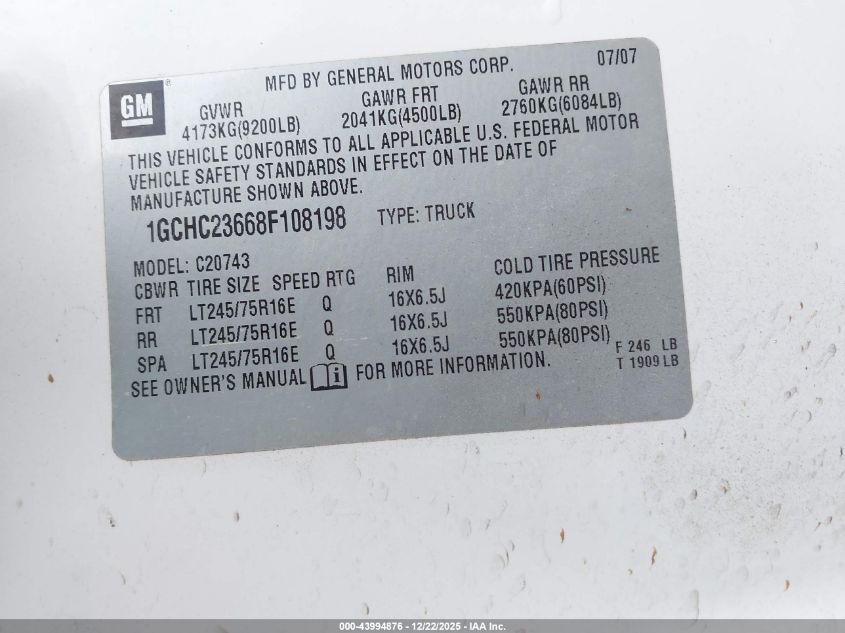 MFD BY GENERAL MOTORS CORP. 07/07
GM ®
GVWR GAWR FRT GAWR RR
4173KG(9200LB) 2041KG(4500LB) 2760KG(6084LB)
THIS VEHICLE CONFORMS TO ALL APPLICABLE U.S. FEDERAL MOTOR
VEHICLE SAFETY STANDARDS IN EFFECT ON THE DATE OF
MANUFACTURE SHOWN ABOVE.
1GCHC23668F108198 TYPE: TRUCK
MODEL: C20743
CBWR TIRE SIZE SPEED RTG RIM COLD TIRE PRESSURE
FRT LT245/75R16E Q 16X6.5J 420KPA(60PSI)
RR LT245/75R16E Q 16X6.5J 550KPA(80PSI)
SPA LT245/75R16E Q 16X6.5J 550KPA(80PSI)
F 246 LB
T 1909 LB
SEE OWNER'S MANUAL i FOR MORE INFORMATION.
000-43994876 - 12/22/2025 - IAA Inc.